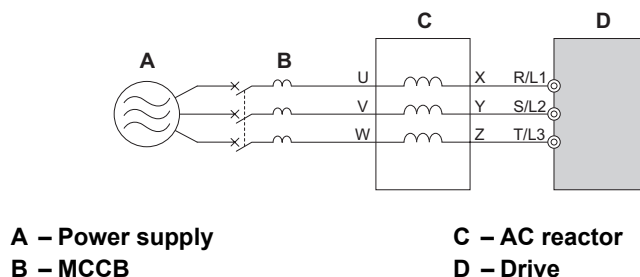 A B C D
U X R/L1
V Y S/L2
W Z T/L3
A – Power supply
B – MCCB
C – AC reactor
D – Drive